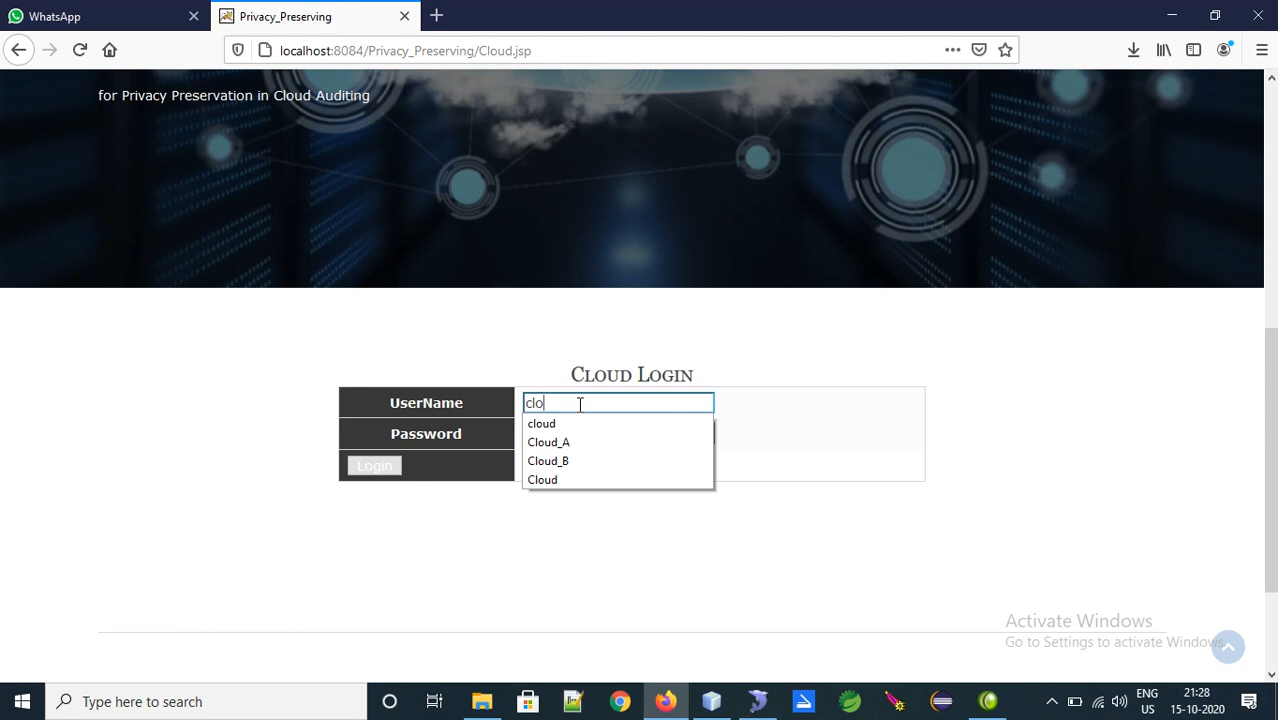 WhatsApp
Privacy_Preserving
localhost:8084/Privacy_Preserving/Cloud.jsp
for Privacy Preservation in Cloud Auditing
Cloud Login
UserName
clo
cloud
Password
Cloud_A
Cloud_B
Login
Cloud
Activate Windows
Go to Settings to activate Windows.
Type here to search
ENG
US
21:28
15-10-2020